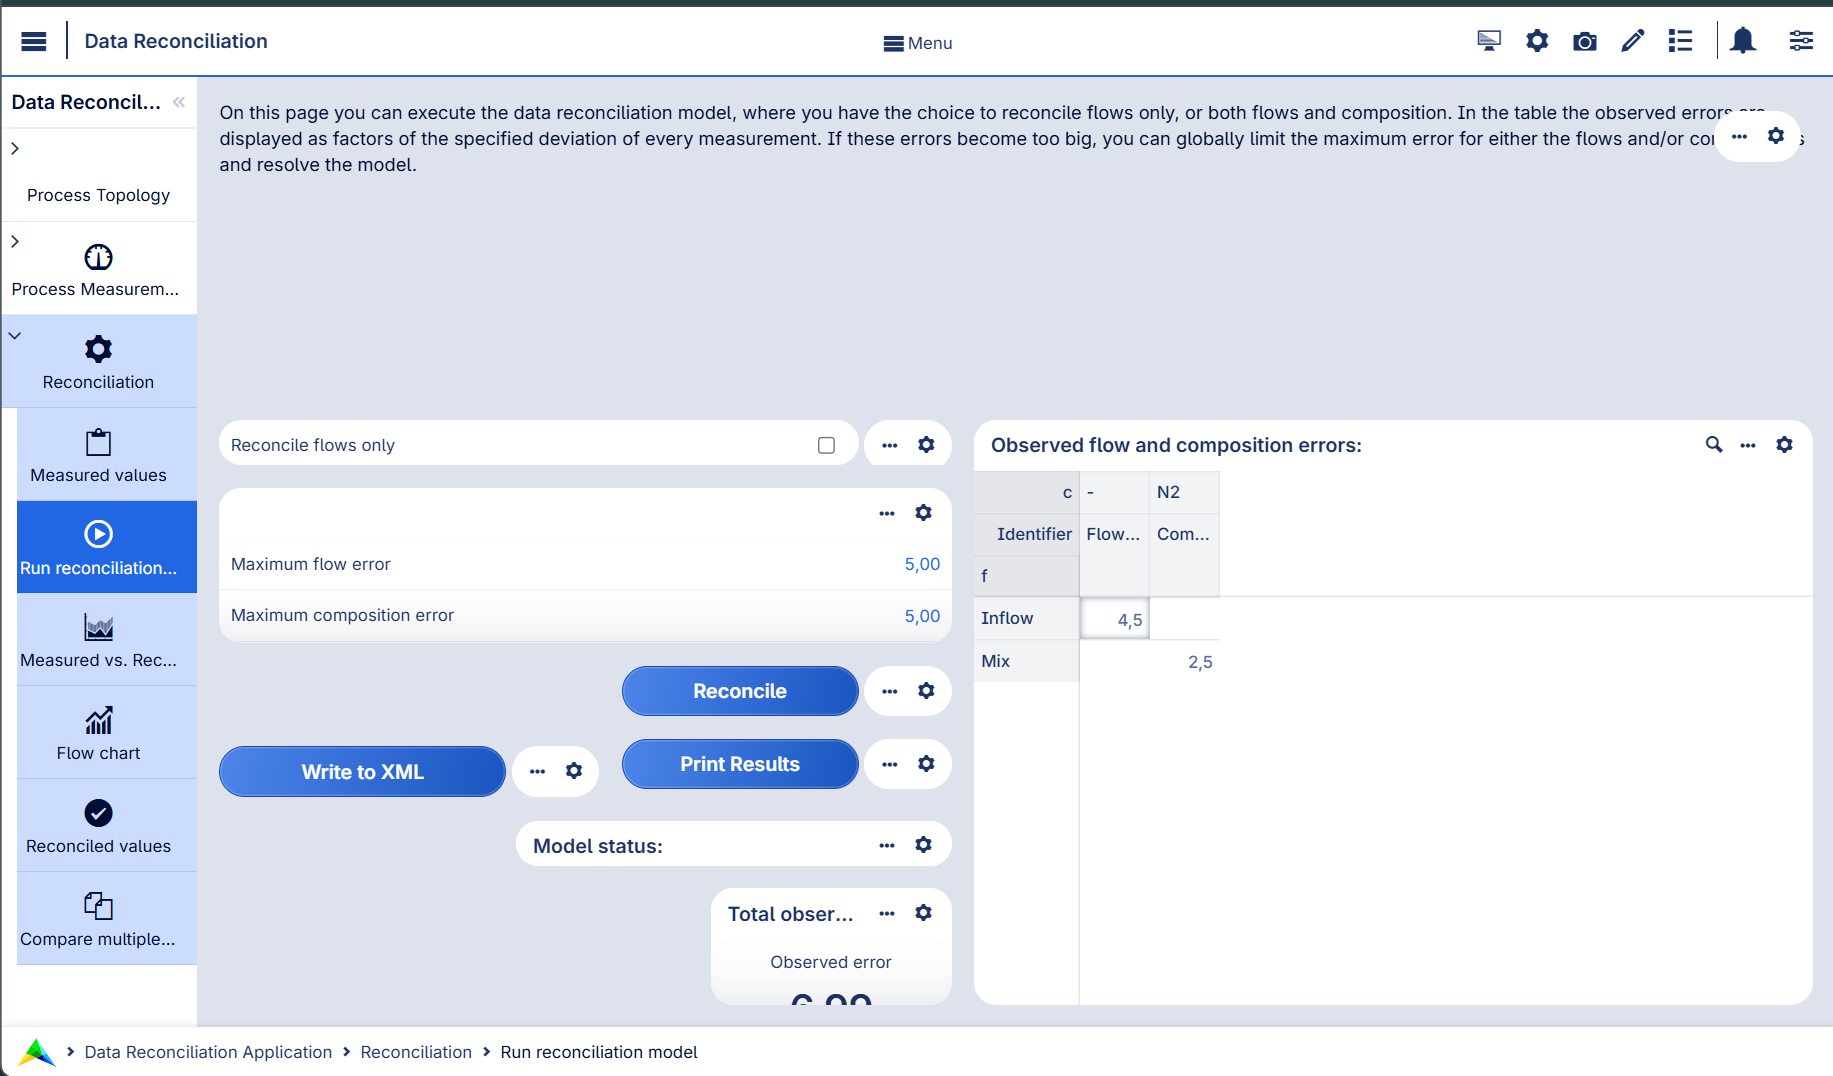 Data Reconciliation
Menu
Data Reconcil...
Process Topology
Process Measurem...
Reconciliation
Measured values
Run reconciliation...
Measured vs. Rec...
Flow chart
Reconciled values
Compare multiple...
On this page you can execute the data reconciliation model, where you have the choice to reconcile flows only, or both flows and composition. In the table the observed errors are
displayed as factors of the specified deviation of every measurement. If these errors become too big, you can globally limit the maximum error for either the flows and/or
and resolve the model.
Reconcile flows only
Maximum flow error 5,00
Maximum composition error 5,00
Reconcile
Write to XML
Print Results
Model status:
Total obser...
Observed error
Observed flow and composition errors:
c - N2
Identifier Flow... Com...
f
Inflow 4,5
Mix 2,5
Data Reconciliation Application > Reconciliation > Run reconciliation model